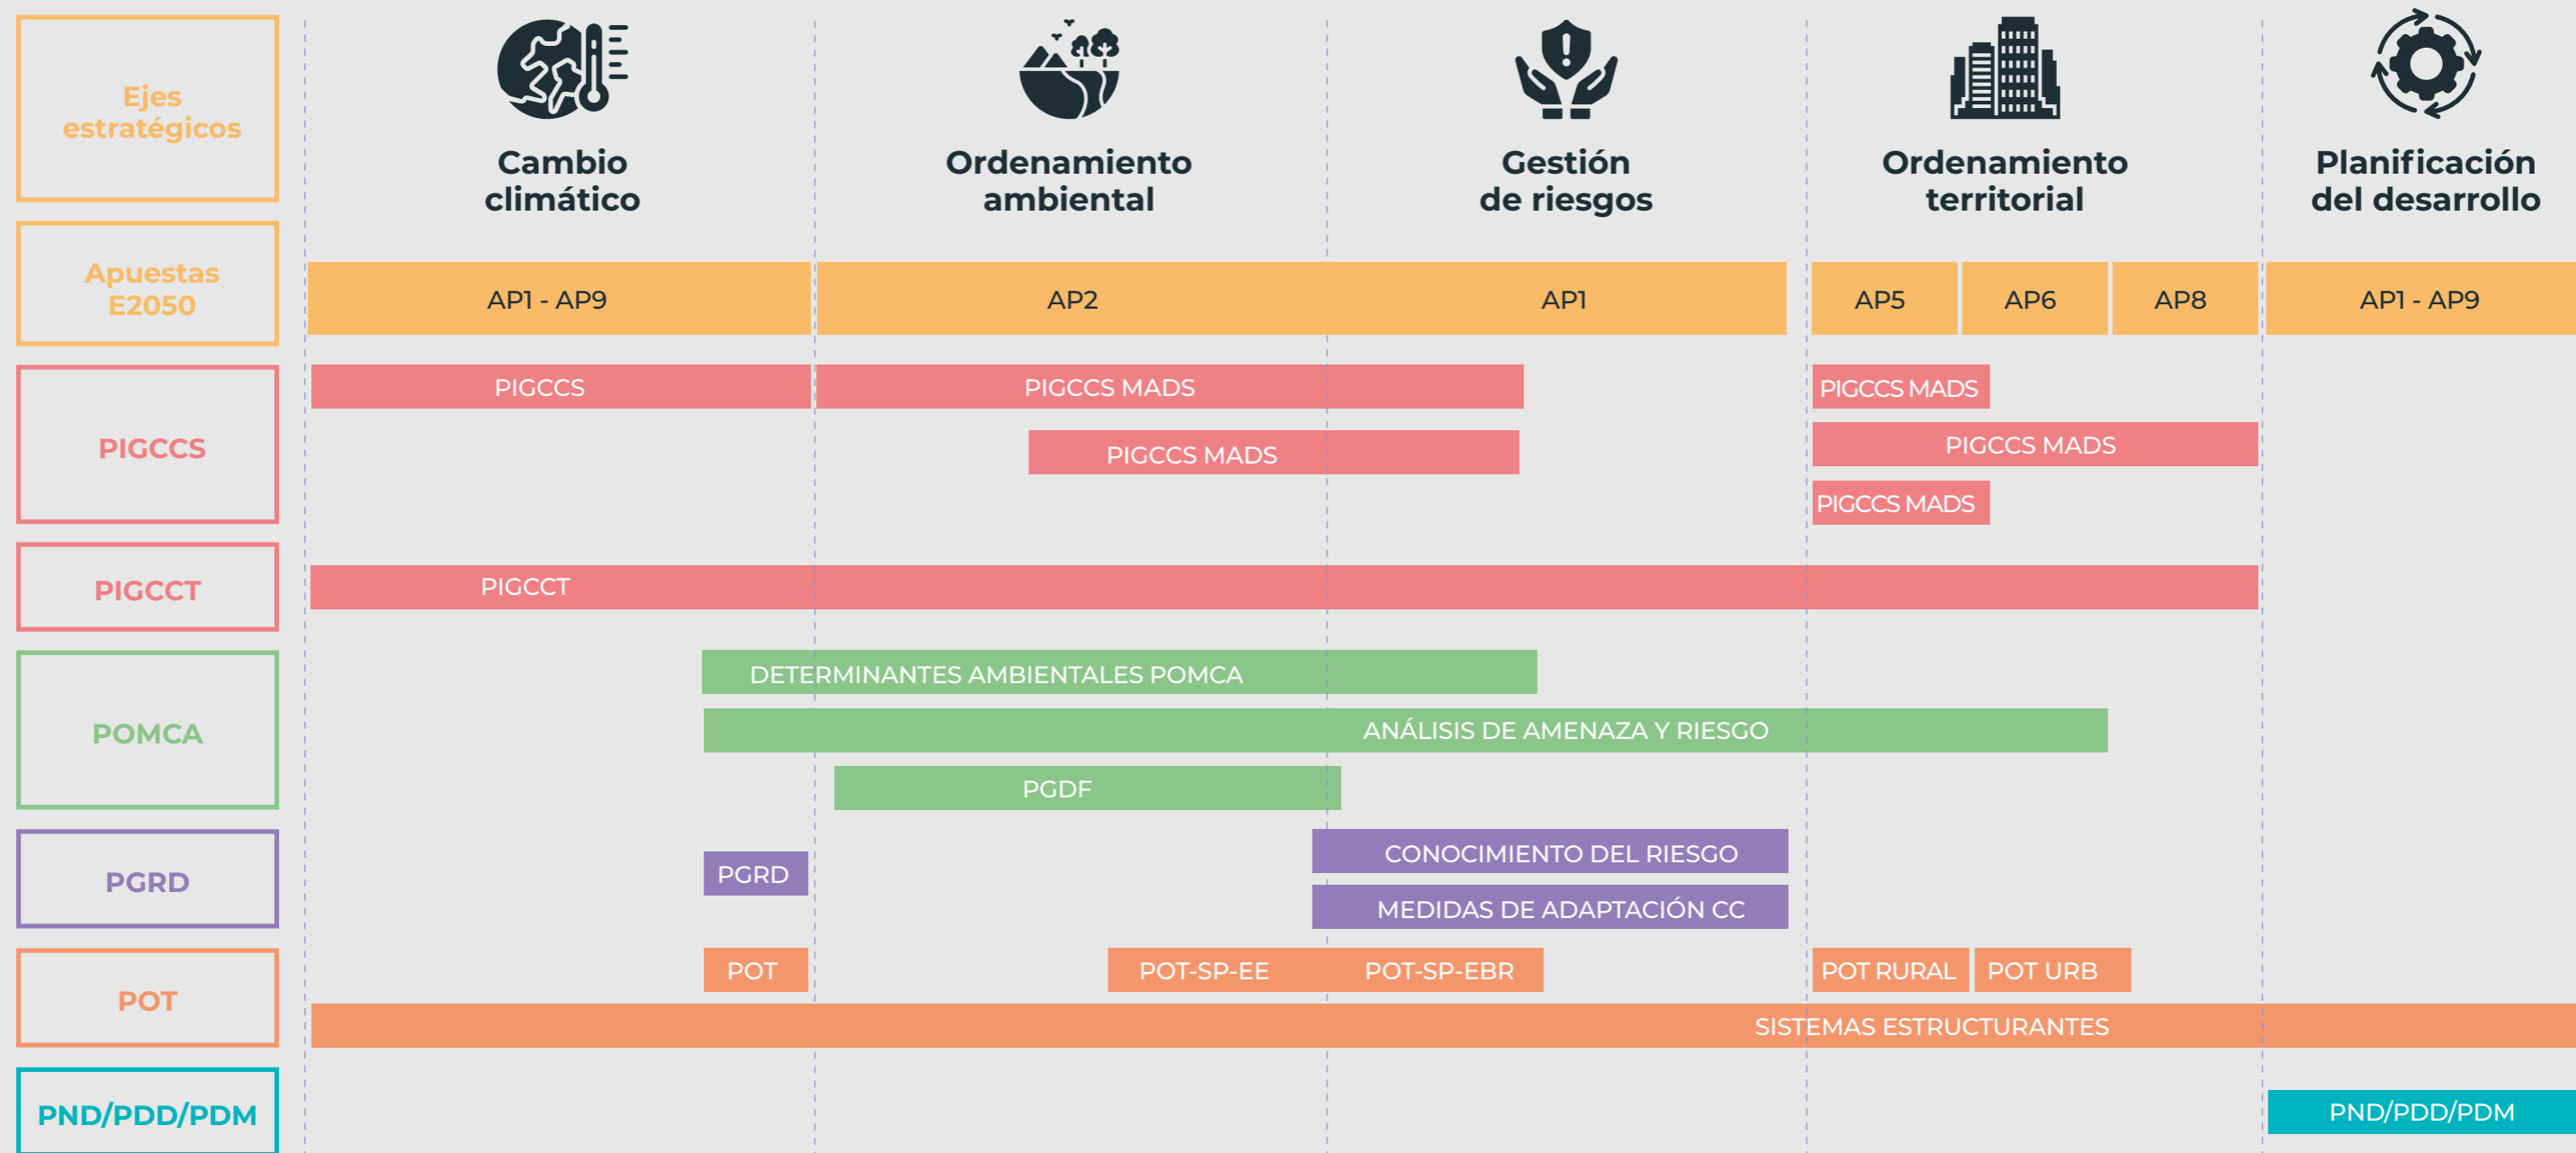 Ejes
estratégicos
Cambio
climático
Ordenamiento
ambiental
Gestión
de riesgos
Ordenamiento
territorial
Planificación
del desarrollo
Apuestas
E2050
AP1 - AP9
AP2
AP1
AP5
AP6
AP8
AP1 - AP9
PIGCCS
PIGCCS
PIGCCS MADS
PIGCCS MADS
PIGCCS MADS
PIGCCS MADS
PIGCCS MADS
PIGCCT
PIGCCT
POMCA
DETERMINANTES AMBIENTALES POMCA
ANÁLISIS DE AMENAZA Y RIESGO
PGDF
PGRD
PGRD
CONOCIMIENTO DEL RIESGO
MEDIDAS DE ADAPTACIÓN CC
POT
POT
POT-SP-EE
POT-SP-EBR
POT RURAL
POT URB
SISTEMAS ESTRUCTURANTES
PND/PDD/PDM
PND/PDD/PDM